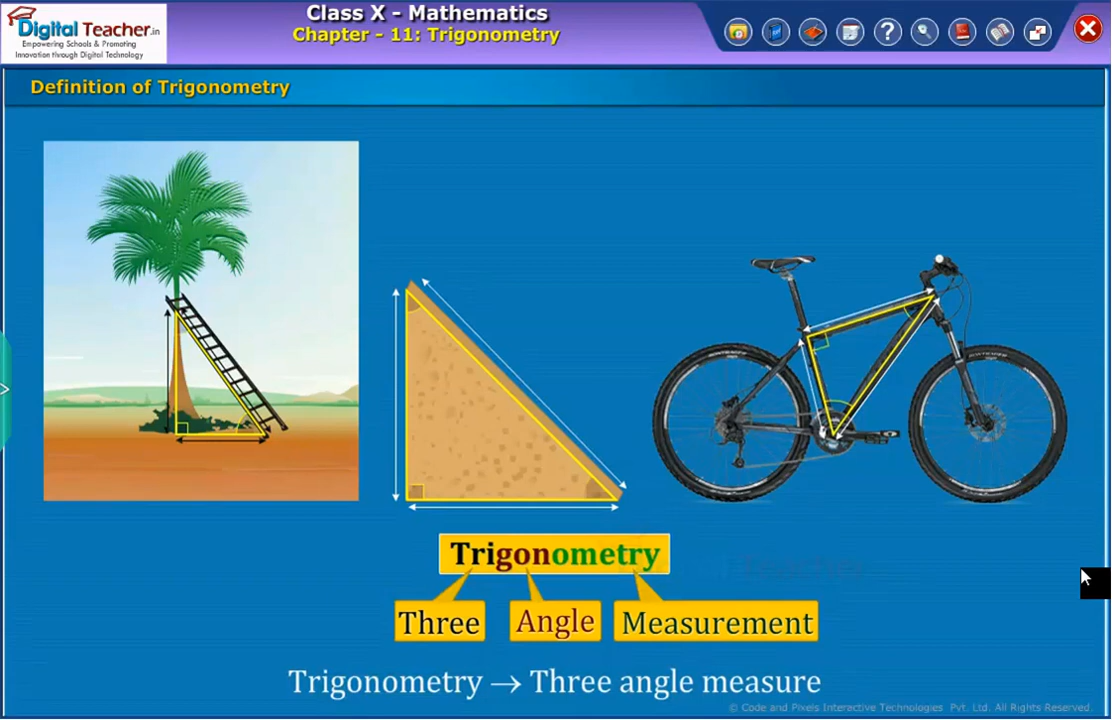 Digital Teacher.in
Empowering Schools & Promoting
Innovation through Digital Technology
Class X - Mathematics
Chapter - 11: Trigonometry
?
Definition of Trigonometry
Trigonometry
Three
Angle
Measurement
Trigonometry → Three angle measure
© Code and Pixels Interactive Technologies Pvt. Ltd. All Rights Reserved.